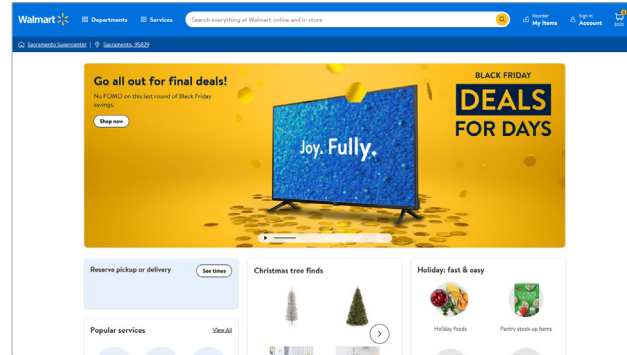 Walmart
Departments
Services
Search everything at Walmart online and in store
Reorder
My Items
Sign In
Account
0
$0.00
Sacramento Supercenter | Sacramento, 95829
Go all out for final deals!
No FOMO on this last round of Black Friday
savings.
Shop now
Joy. Fully.
BLACK FRIDAY
DEALS
FOR DAYS
Reserve pickup or delivery
See times
Popular services
View All
Christmas tree finds
Holiday: fast & easy
Holiday foods
Pantry stock-up items